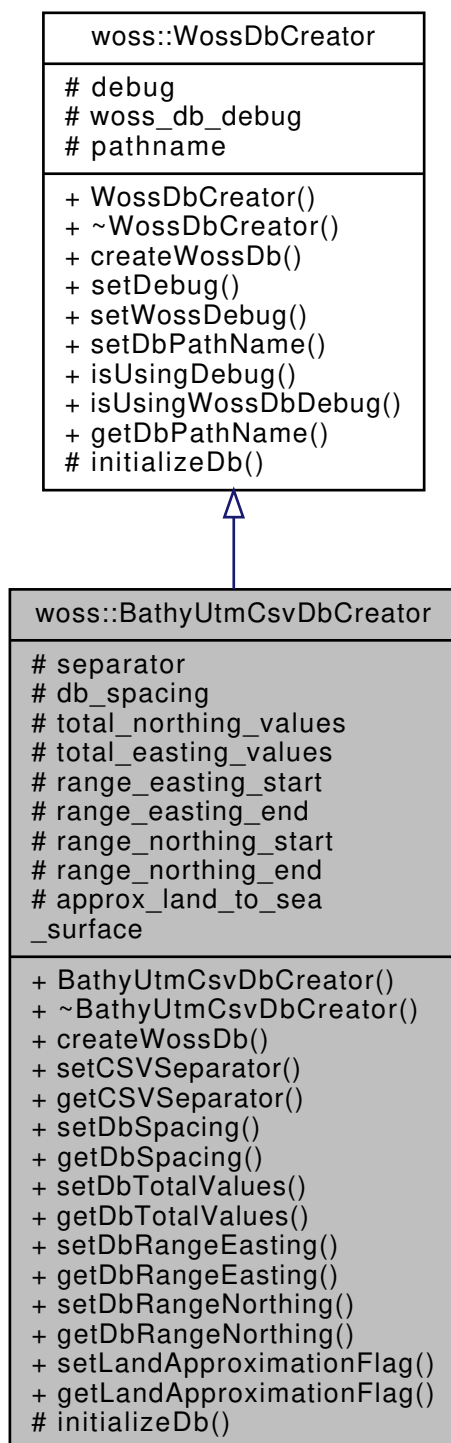 woss::WossDbCreator
# debug
# woss_db_debug
# pathname
+ WossDbCreator()
+ ~WossDbCreator()
+ createWossDb()
+ setDebug()
+ setWossDebug()
+ setDbPathName()
+ isUsingDebug()
+ isUsingWossDbDebug()
+ getDbPathName()
# initializeDb()
woss::BathyUtmCsvDbCreator
# separator
# db_spacing
# total_northing_values
# total_easting_values
# range_easting_start
# range_easting_end
# range_northing_start
# range_northing_end
# approx_land_to_sea
_surface
+ BathyUtmCsvDbCreator()
+ ~BathyUtmCsvDbCreator()
+ createWossDb()
+ setCSVSeparator()
+ getCSVSeparator()
+ setDbSpacing()
+ getDbSpacing()
+ setDbTotalValues()
+ getDbTotalValues()
+ setDbRangeEasting()
+ getDbRangeEasting()
+ setDbRangeNorthing()
+ getDbRangeNorthing()
+ setLandApproximationFlag()
+ getLandApproximationFlag()
# initializeDb()